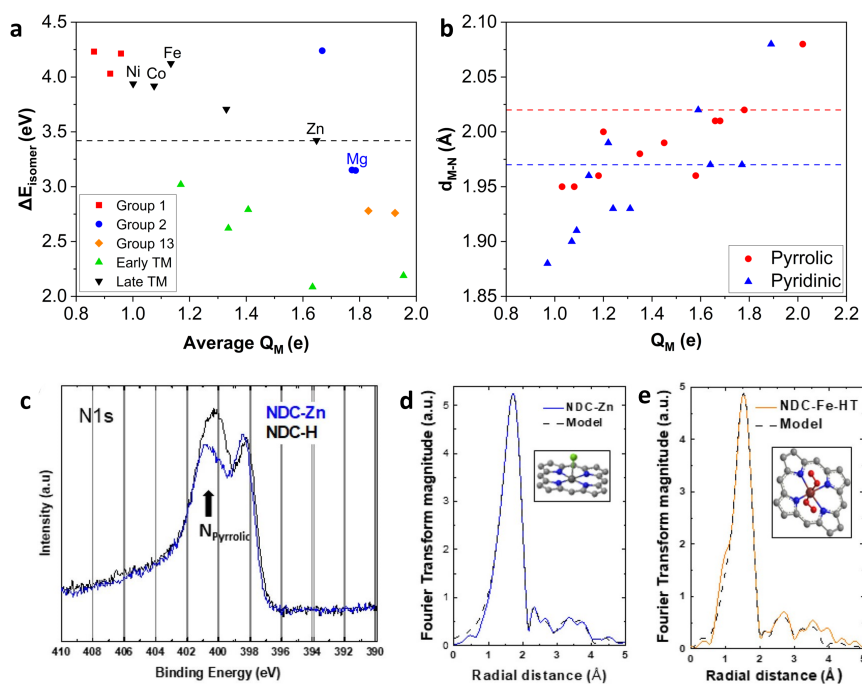 a
ΔE_isomer (eV)
4.5
4.0
3.5
3.0
2.5
2.0
Fe
Ni
Co
Zn
Mg
Group 1
Group 2
Group 13
Early TM
Late TM
0.8 1.0 1.2 1.4 1.6 1.8 2.0
Average Q_M (e)
b
d_M-N (Å)
2.10
2.05
2.00
1.95
1.90
1.85
Pyrrolic
Pyridinic
0.8 1.0 1.2 1.4 1.6 1.8 2.0 2.2
Q_M (e)
c
N1s
NDC-Zn
NDC-H
N_Pyrrolic
Intensity (a.u)
410 408 406 404 402 400 398 396 394 392 390
Binding Energy (eV)
d
Fourier Transform magnitude (a.u.)
5
4
3
2
1
0
NDC-Zn
Model
0 1 2 3 4 5
Radial distance (Å)
e
Fourier Transform magnitude (a.u.)
5
4
3
2
1
0
NDC-Fe-HT
Model
0 1 2 3 4 5
Radial distance (Å)